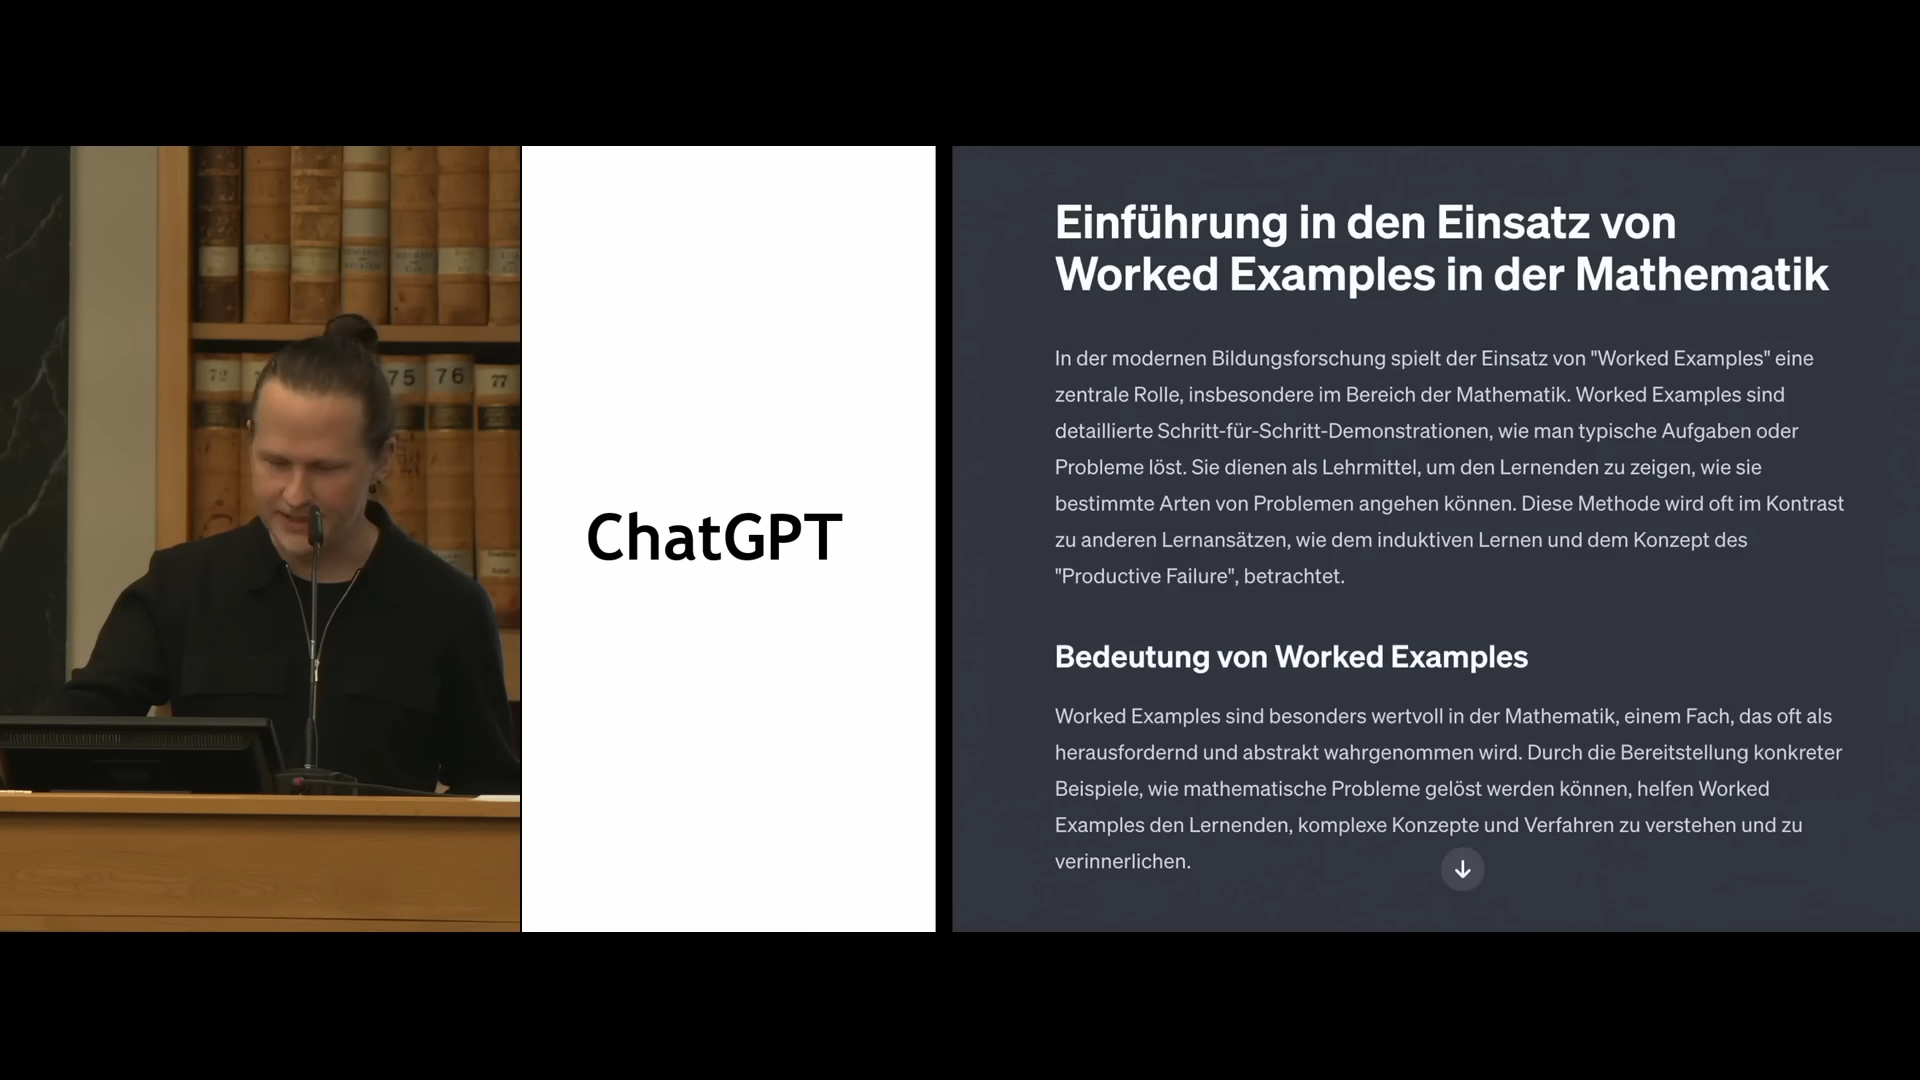 72
75
76
77
ChatGPT
Einführung in den Einsatz von
Worked Examples in der Mathematik
In der modernen Bildungsforschung spielt der Einsatz von "Worked Examples" eine
zentrale Rolle, insbesondere im Bereich der Mathematik. Worked Examples sind
detaillierte Schritt-für-Schritt-Demonstrationen, wie man typische Aufgaben oder
Probleme löst. Sie dienen als Lehrmittel, um den Lernenden zu zeigen, wie sie
bestimmte Arten von Problemen angehen können. Diese Methode wird oft im Kontrast
zu anderen Lernansätzen, wie dem induktiven Lernen und dem Konzept des
"Productive Failure", betrachtet.
Bedeutung von Worked Examples
Worked Examples sind besonders wertvoll in der Mathematik, einem Fach, das oft als
herausfordernd und abstrakt wahrgenommen wird. Durch die Bereitstellung konkreter
Beispiele, wie mathematische Probleme gelöst werden können, helfen Worked
Examples den Lernenden, komplexe Konzepte und Verfahren zu verstehen und zu
verinnerlichen.